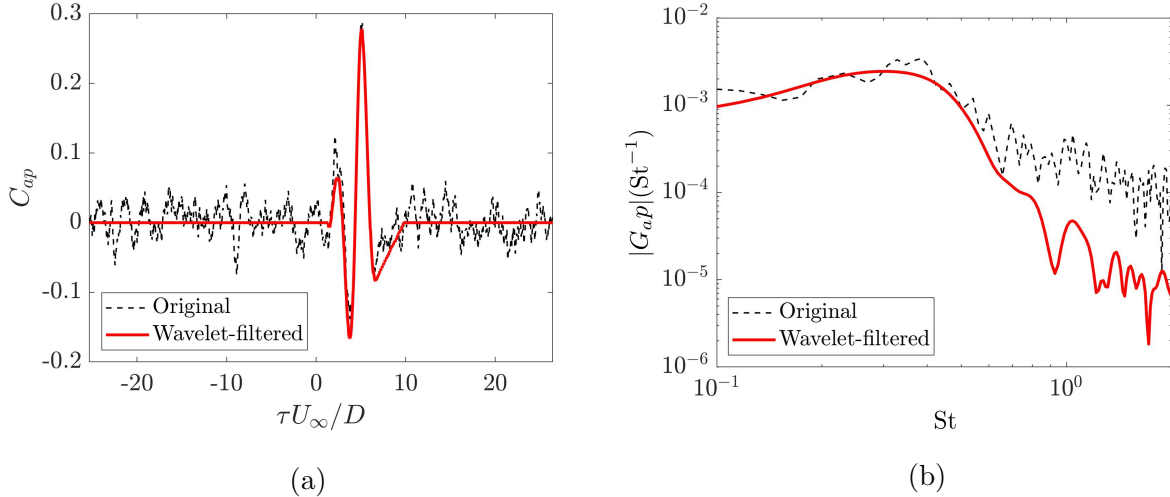 0.3
0.2
0.1
0
-0.1
-0.2
C_{ap}
Original
Wavelet-filtered
-20 -10 0 10 20
τU_∞/D
(a)
10^{-2}
10^{-3}
10^{-4}
10^{-5}
10^{-6}
|G_{ap}|(St^{-1})
Original
Wavelet-filtered
10^{-1} 10^{0}
St
(b)